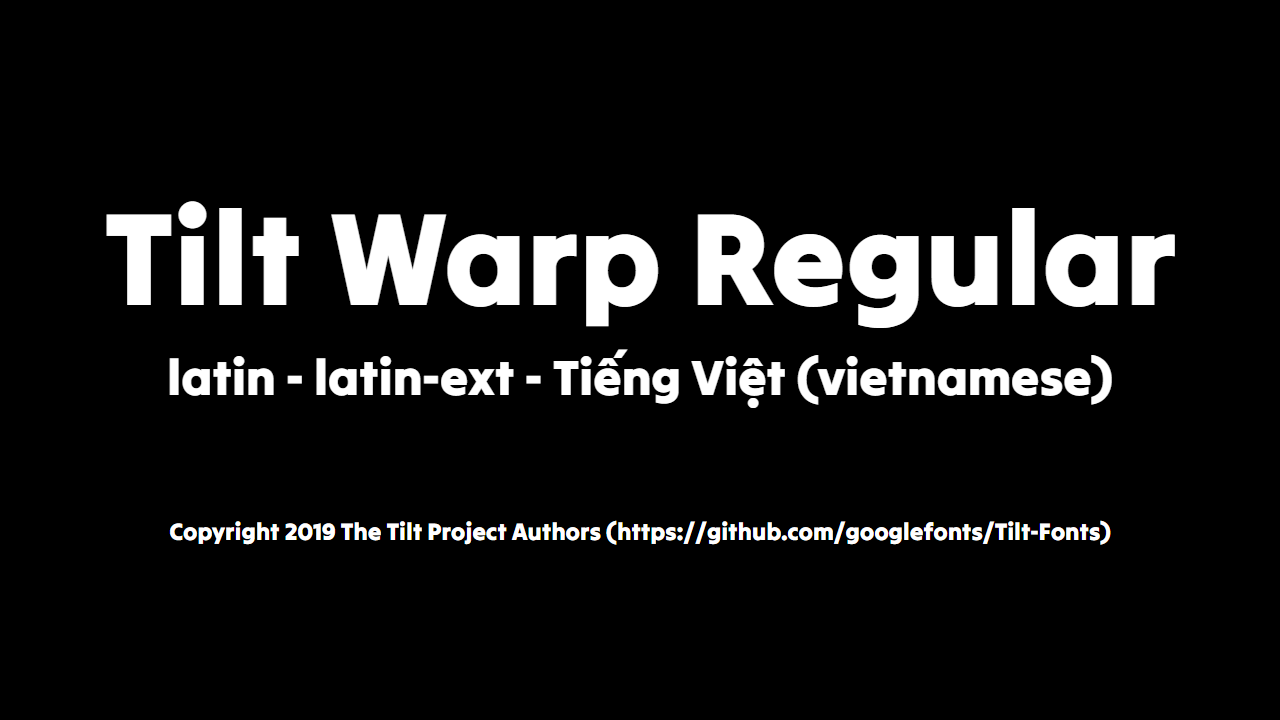 Tilt Warp Regular
latin - latin-ext - Tiếng Việt (vietnamese)
Copyright 2019 The Tilt Project Authors (https://github.com/googlefonts/Tilt-Fonts)